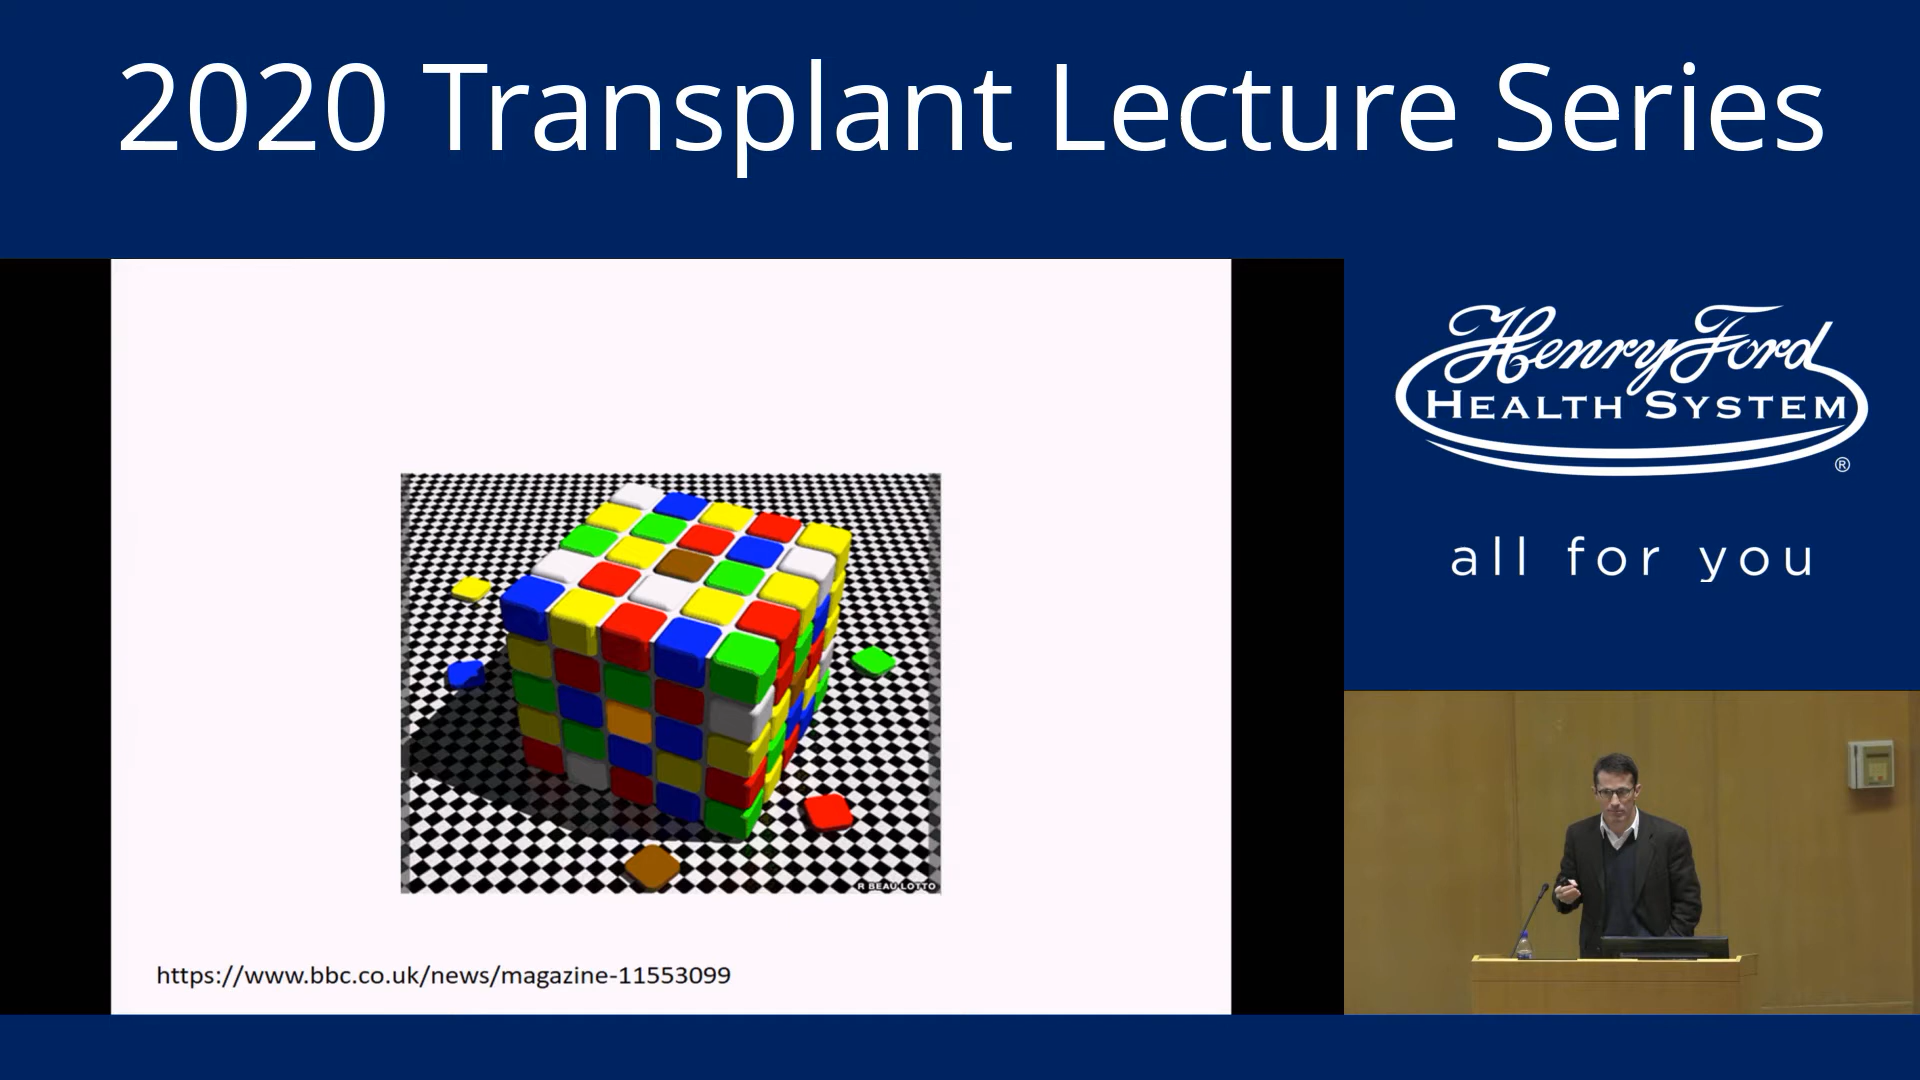 2020 Transplant Lecture Series
Henry Ford
HEALTH SYSTEM
®
all for you
R BEAU LOTTO
https://www.bbc.co.uk/news/magazine-11553099